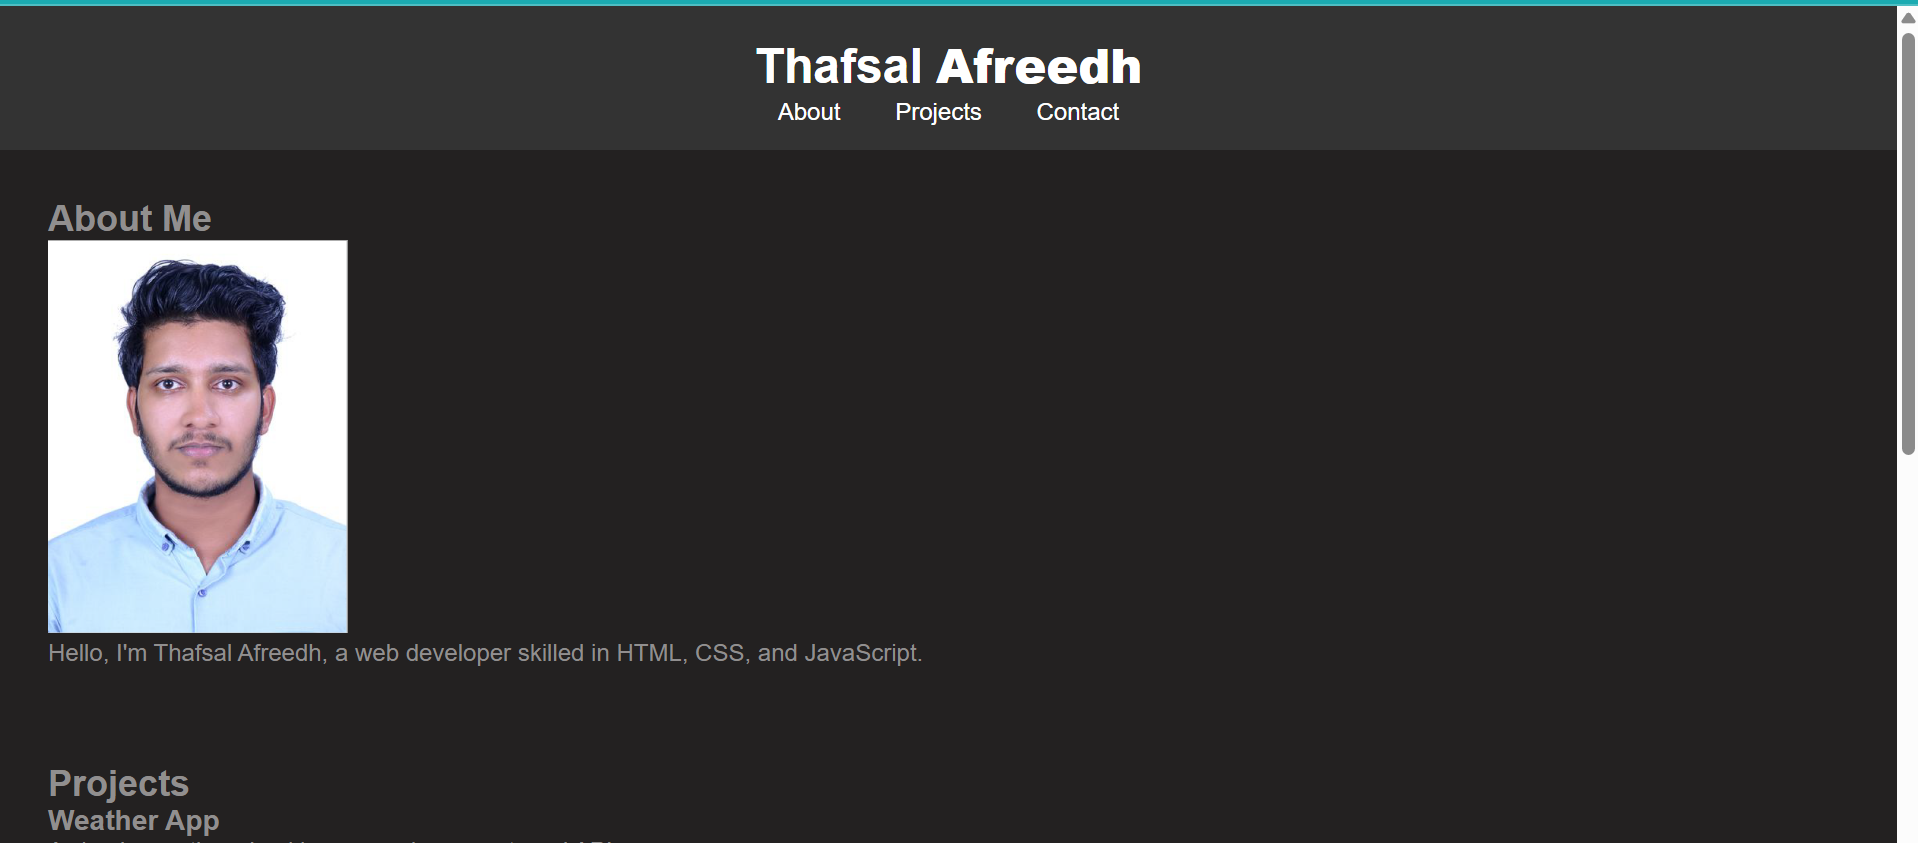 Thafsal Afreedh
About Projects Contact
About Me
Hello, I'm Thafsal Afreedh, a web developer skilled in HTML, CSS, and JavaScript.
Projects
Weather App